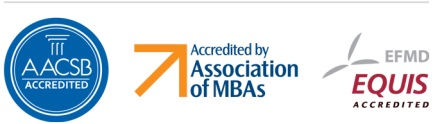 AACSB
ACCREDITED
Accredited by
Association
of MBAs
EFMD
EQUIS
ACCREDITED